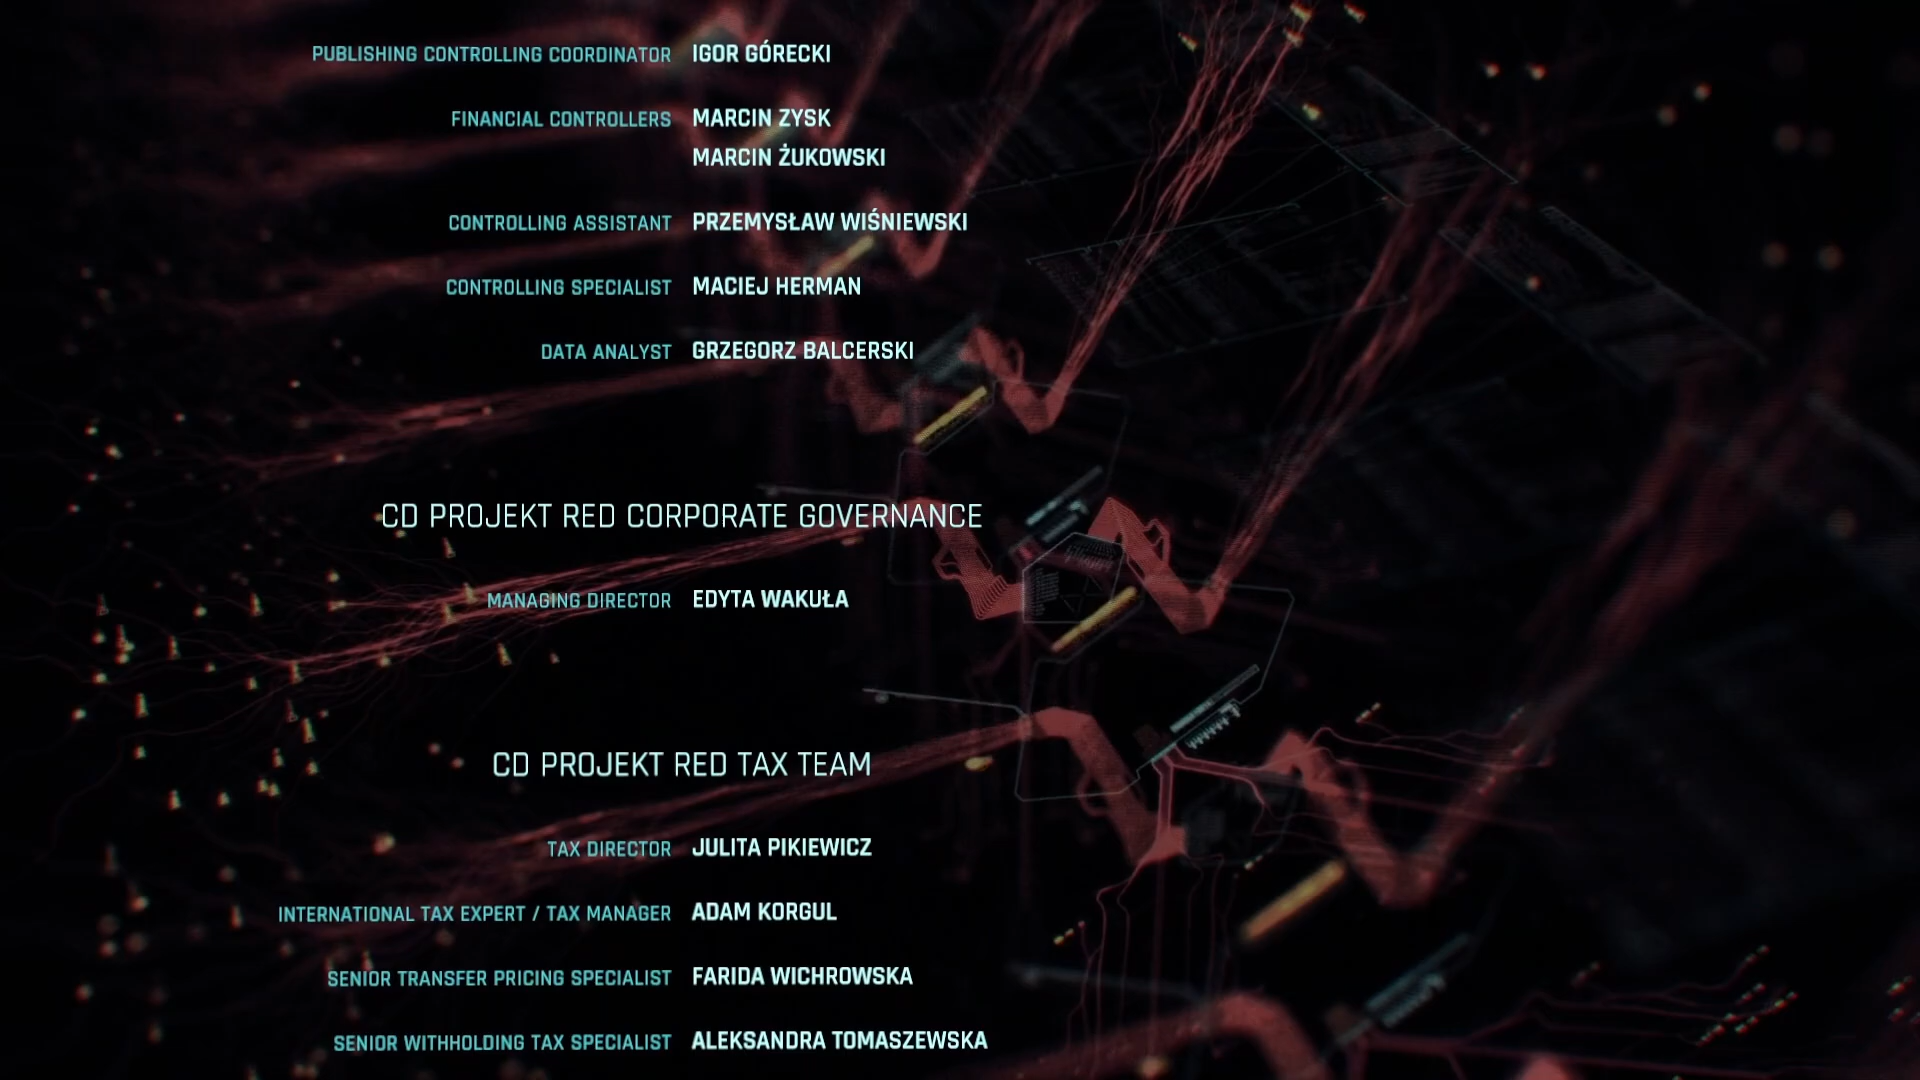 PUBLISHING CONTROLLING COORDINATOR IGOR GÓRECKI
FINANCIAL CONTROLLERS MARCIN ZYSK
MARCIN ŻUKOWSKI
CONTROLLING ASSISTANT PRZEMYSŁAW WIŚNIEWSKI
CONTROLLING SPECIALIST MACIEJ HERMAN
DATA ANALYST GRZEGORZ BALCERSKI
CD PROJEKT RED CORPORATE GOVERNANCE
MANAGING DIRECTOR EDYTA WAKUŁA
CD PROJEKT RED TAX TEAM
TAX DIRECTOR JULITA PIKIEWICZ
INTERNATIONAL TAX EXPERT / TAX MANAGER ADAM KORGUL
SENIOR TRANSFER PRICING SPECIALIST FARIDA WICHROWSKA
SENIOR WITHHOLDING TAX SPECIALIST ALEKSANDRA TOMASZEWSKA